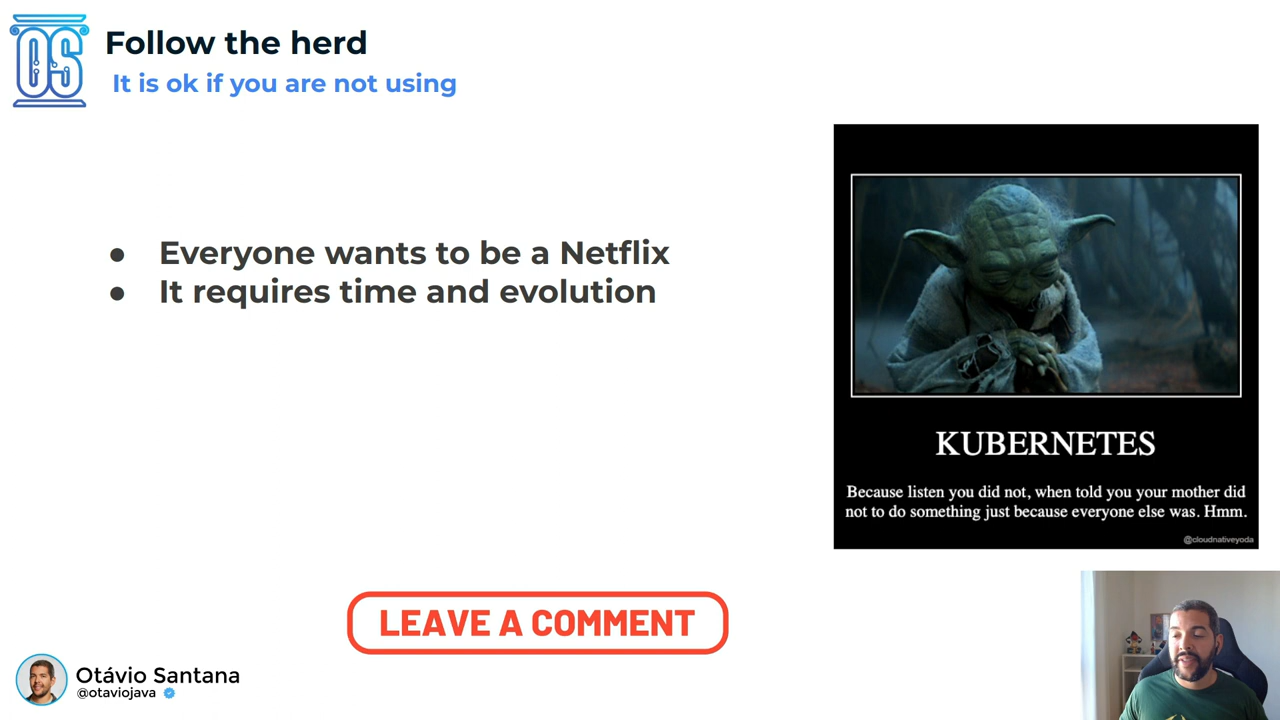 OS
Follow the herd
It is ok if you are not using
● Everyone wants to be a Netflix
● It requires time and evolution
KUBERNETES
Because listen you did not, when told you your mother did
not to do something just because everyone else was. Hmm.
@cloudnativeyoda
LEAVE A COMMENT
Otávio Santana
@otaviojava